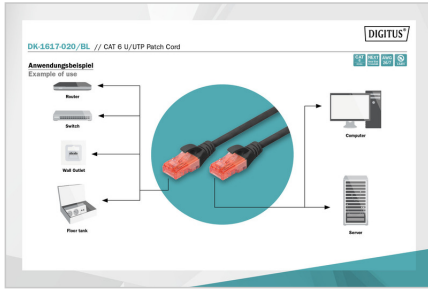 DIGITUS®
DK-1617-020/BL // CAT 6 U/UTP Patch Cord
Anwendungsbeispiel
Example of use
Router
Switch
Wall Outlet
Floor tank
Computer
Server